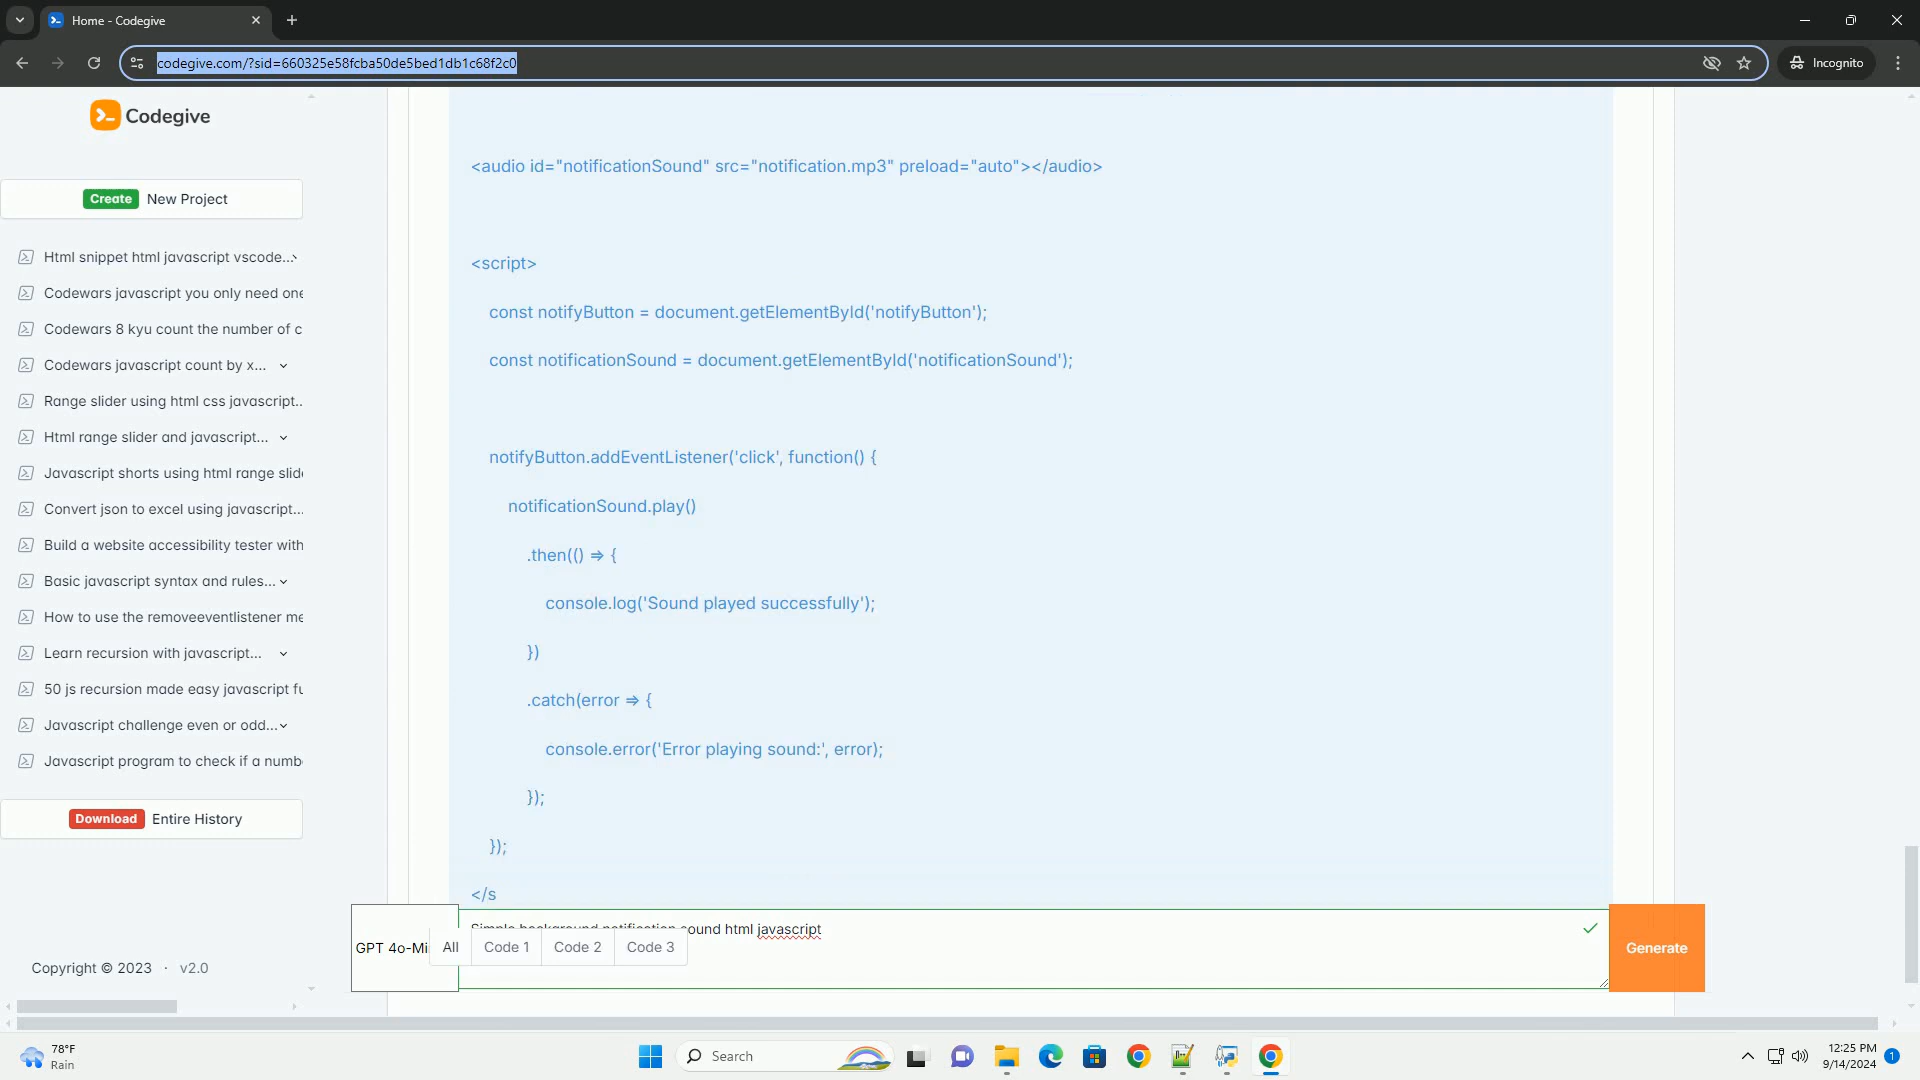 Home - Codegive
codegive.com/?sid=660325e58fcba50de5bed1db1c68f2c0
Incognito
Codegive
Create New Project
Html snippet html javascript vscode...
Codewars javascript you only need one
Codewars 8 kyu count the number of c
Codewars javascript count by x...
Range slider using html css javascript...
Html range slider and javascript...
Javascript shorts using html range slide
Convert json to excel using javascript...
Build a website accessibility tester with
Basic javascript syntax and rules...
How to use the removeeventlistener me
Learn recursion with javascript...
50 js recursion made easy javascript fu
Javascript challenge even or odd...
Javascript program to check if a numb
Download Entire History
Copyright © 2023 · v2.0
<audio id="notificationSound" src="notification.mp3" preload="auto"></audio>
<script>
const notifyButton = document.getElementById('notifyButton');
const notificationSound = document.getElementById('notificationSound');
notifyButton.addEventListener('click', function() {
notificationSound.play()
.then(() => {
console.log('Sound played successfully');
})
.catch(error => {
console.error('Error playing sound:', error);
});
});
</s
Simple background notification sound html javascript
GPT 4o-Mi
All
Code 1
Code 2
Code 3
Generate
78°F
Rain
Search
12:25 PM
9/14/2024
1